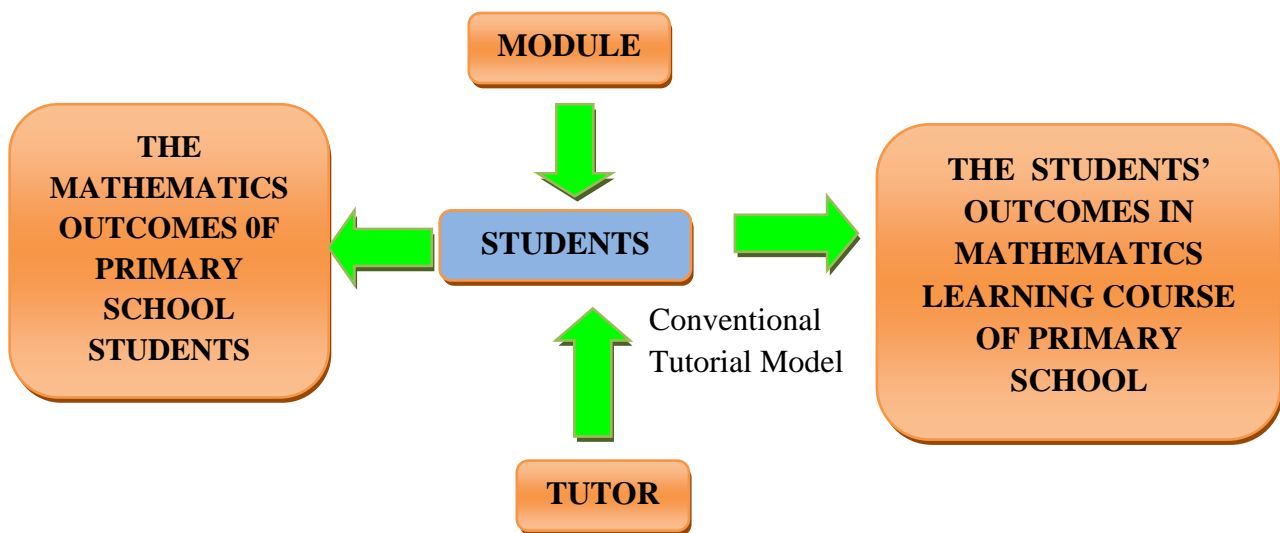 MODULE
THE
MATHEMATICS
OUTCOMES 0F
PRIMARY
SCHOOL
STUDENTS
STUDENTS
THE STUDENTS’
OUTCOMES IN
MATHEMATICS
LEARNING COURSE
OF PRIMARY
SCHOOL
Conventional
Tutorial Model
TUTOR